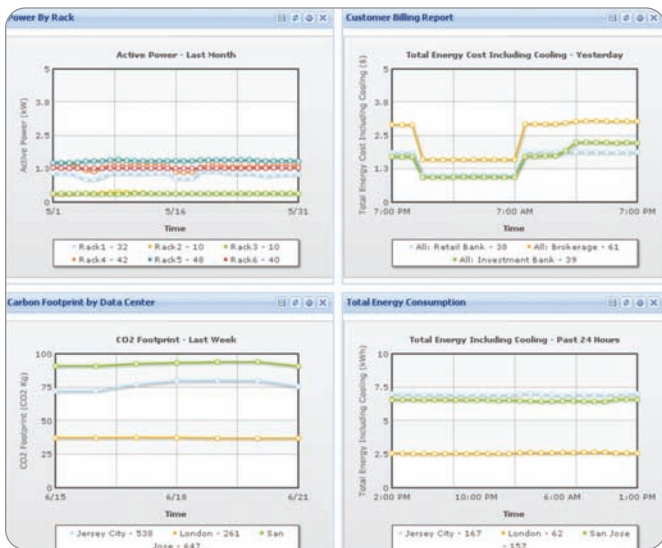 Power By Rack
Active Power - Last Month
Active Power (kW)
5
3.8
2.5
1.3
0
5/1 5/16 5/31
Time
Rack1 - 32 Rack2 - 10 Rack3 - 10
Rack4 - 42 Rack5 - 48 Rack6 - 40
Customer Billing Report
Total Energy Cost Including Cooling - Yesterday
Total Energy Cost Including Cooling ($)
5
3.8
2.5
1.3
0
7:00 PM 7:00 AM 7:00 PM
Time
All: Retail Bank - 38 All: Brokerage - 61
All: Investment Bank - 39
Carbon Footprint by Data Center
CO2 Footprint - Last Week
CO2 Footprint (CO2 Kg)
100
75
50
25
0
6/15 6/18 6/21
Time
Jersey City - 538 London - 261 San
Jose - 647
Total Energy Consumption
Total Energy Including Cooling - Past 24 Hours
Total Energy Including Cooling (kWh)
10
7.5
5
2.5
0
2:00 PM 10:00 PM 6:00 AM 1:00 PM
Time
Jersey City - 167 London - 62 San Jose
- 157